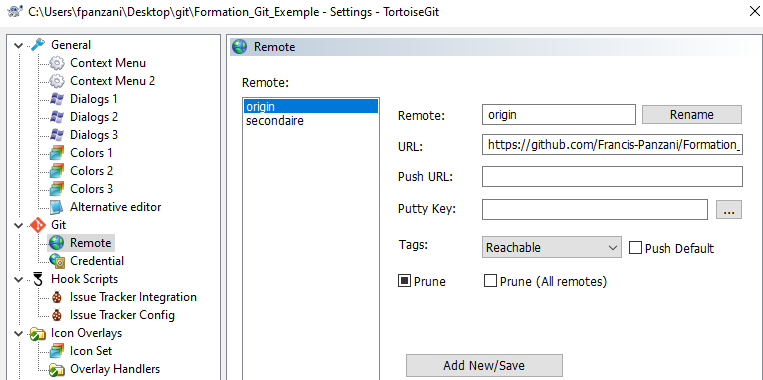 C:\Users\fpanzani\Desktop\git\Formation_Git_Exemple - Settings - TortoiseGit
General
Context Menu
Context Menu 2
Dialogs 1
Dialogs 2
Dialogs 3
Colors 1
Colors 2
Colors 3
Alternative editor
Git
Remote
Credential
Hook Scripts
Issue Tracker Integration
Issue Tracker Config
Icon Overlays
Icon Set
Overlay Handlers
Remote
Remote:
origin
secondaire
Remote: origin Rename
URL: https://github.com/Francis-Panzani/Formation_
Push URL:
Putty Key: ...
Tags: Reachable Push Default
Prune Prune (All remotes)
Add New/Save